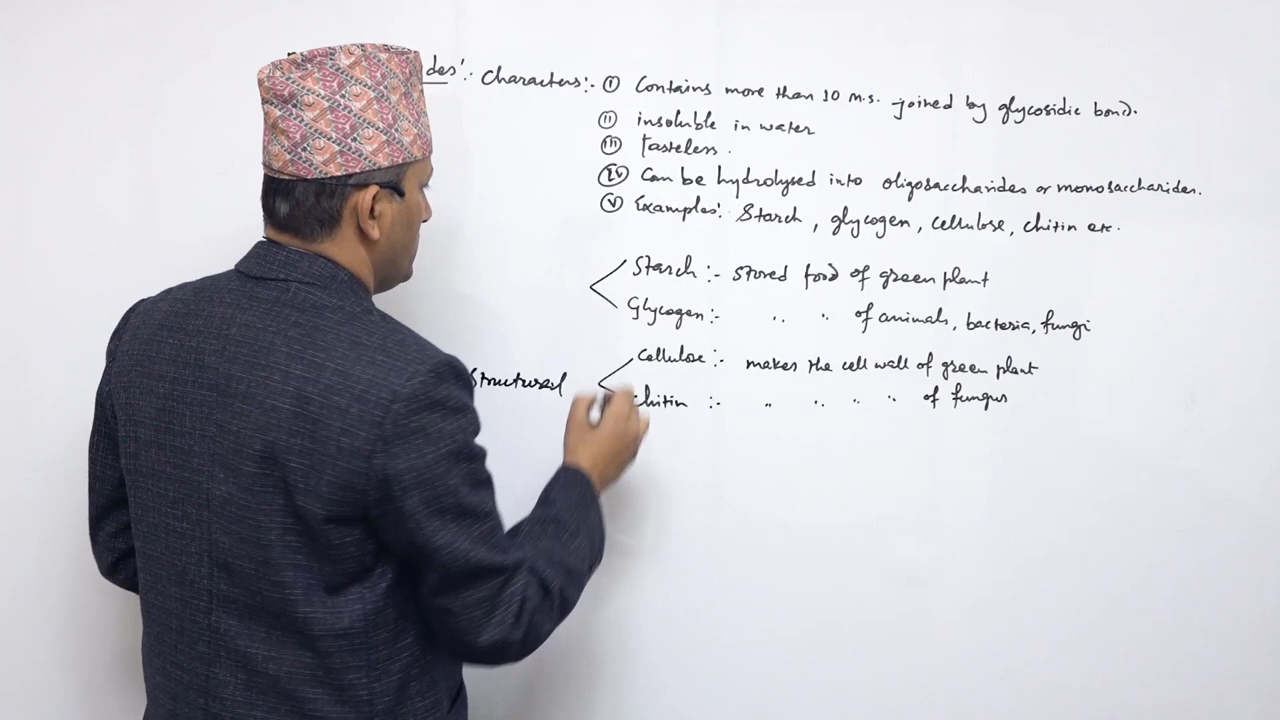 des :- Characters :- (i) Contains more than 10 m.s. joined by glycosidic bond.
(ii) insoluble in water
(iii) tasteless.
(iv) Can be hydrolysed into oligosaccharides or monosaccharides.
(v) Examples: Starch, glycogen, cellulose, chitin etc.
Starch :- Stored food of green plant
Glycogen :- " " of animals, bacteria, fungi
Structural
Cellulose :- makes the cell wall of green plant
chitin :- " " " " of fungus